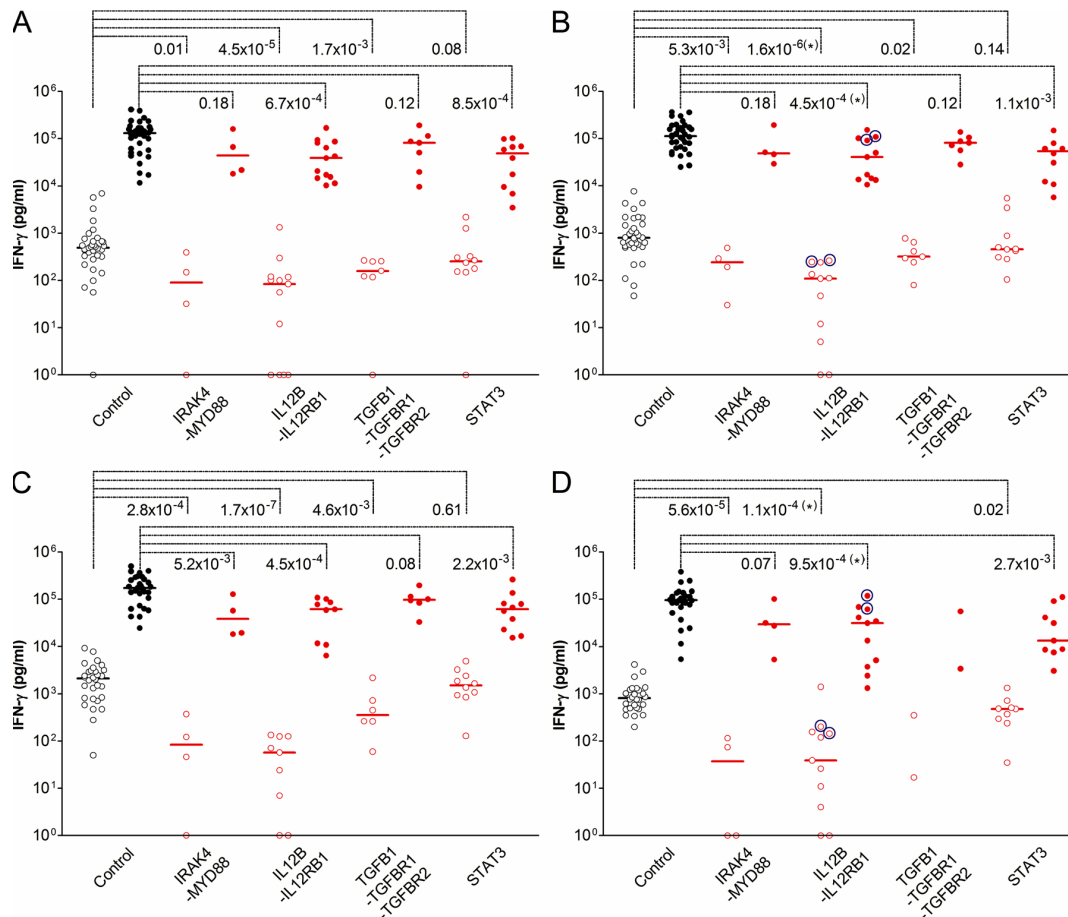 A
0.01 4.5x10⁻⁵ 1.7x10⁻³ 0.08
0.18 6.7x10⁻⁴ 0.12 8.5x10⁻⁴
IFN-γ (pg/ml)
10⁶
10⁵
10⁴
10³
10²
10¹
10⁰
Control
IRAK4
-MYD88
IL12B
-IL12RB1
TGFB1
-TGFBR1
-TGFBR2
STAT3
B
5.3x10⁻³ 1.6x10⁻⁶(*) 0.02 0.14
0.18 4.5x10⁻⁴ (*) 0.12 1.1x10⁻³
IFN-γ (pg/ml)
10⁶
10⁵
10⁴
10³
10²
10¹
10⁰
Control
IRAK4
-MYD88
IL12B
-IL12RB1
TGFB1
-TGFBR1
-TGFBR2
STAT3
C
2.8x10⁻⁴ 1.7x10⁻⁷ 4.6x10⁻³ 0.61
5.2x10⁻³ 4.5x10⁻⁴ 0.08 2.2x10⁻³
IFN-γ (pg/ml)
10⁶
10⁵
10⁴
10³
10²
10¹
10⁰
Control
IRAK4
-MYD88
IL12B
-IL12RB1
TGFB1
-TGFBR1
-TGFBR2
STAT3
D
5.6x10⁻⁵ 1.1x10⁻⁴ (*) 0.02
0.07 9.5x10⁻⁴ (*) 2.7x10⁻³
IFN-γ (pg/ml)
10⁶
10⁵
10⁴
10³
10²
10¹
10⁰
Control
IRAK4
-MYD88
IL12B
-IL12RB1
TGFB1
-TGFBR1
-TGFBR2
STAT3